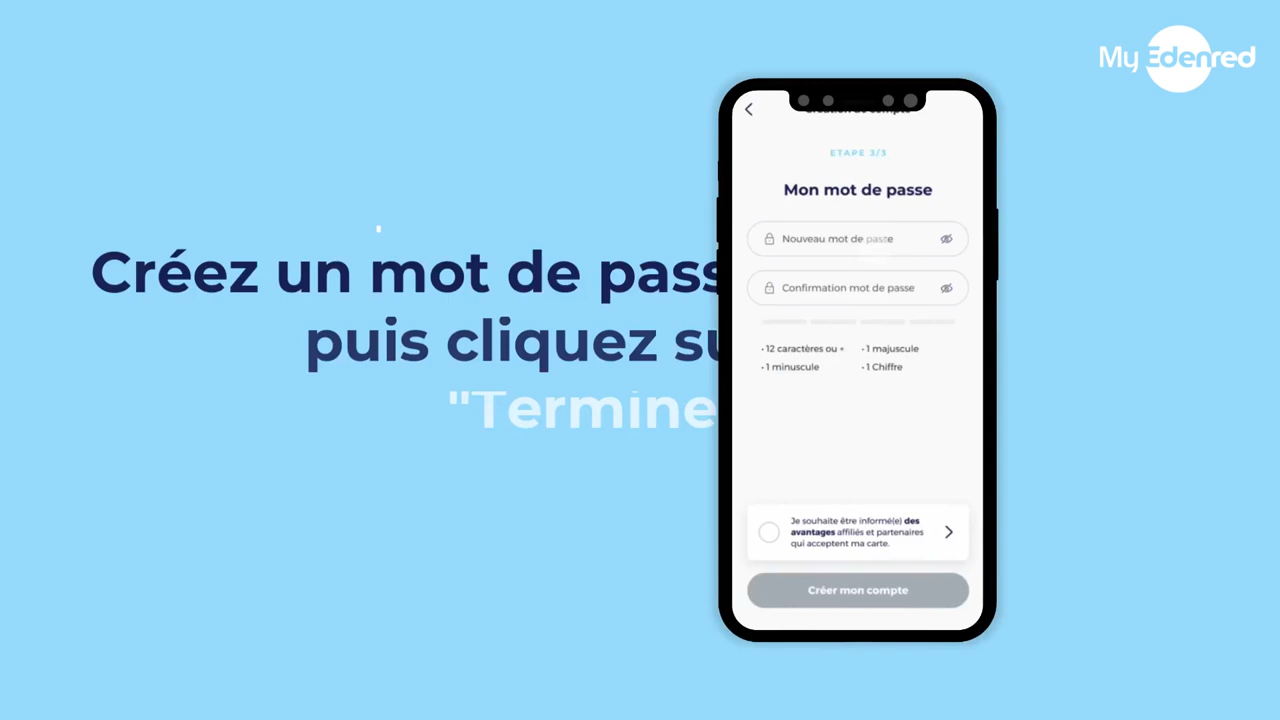 My Edenred
Créez un mot de pass
puis cliquez su
"Termine
ETAPE 3/3
Mon mot de passe
Nouveau mot de passe
Confirmation mot de passe
• 12 caractères ou +
• 1 majuscule
• 1 minuscule
• 1 Chiffre
Je souhaite être informé(e) des
avantages affiliés et partenaires
qui acceptent ma carte.
Créer mon compte